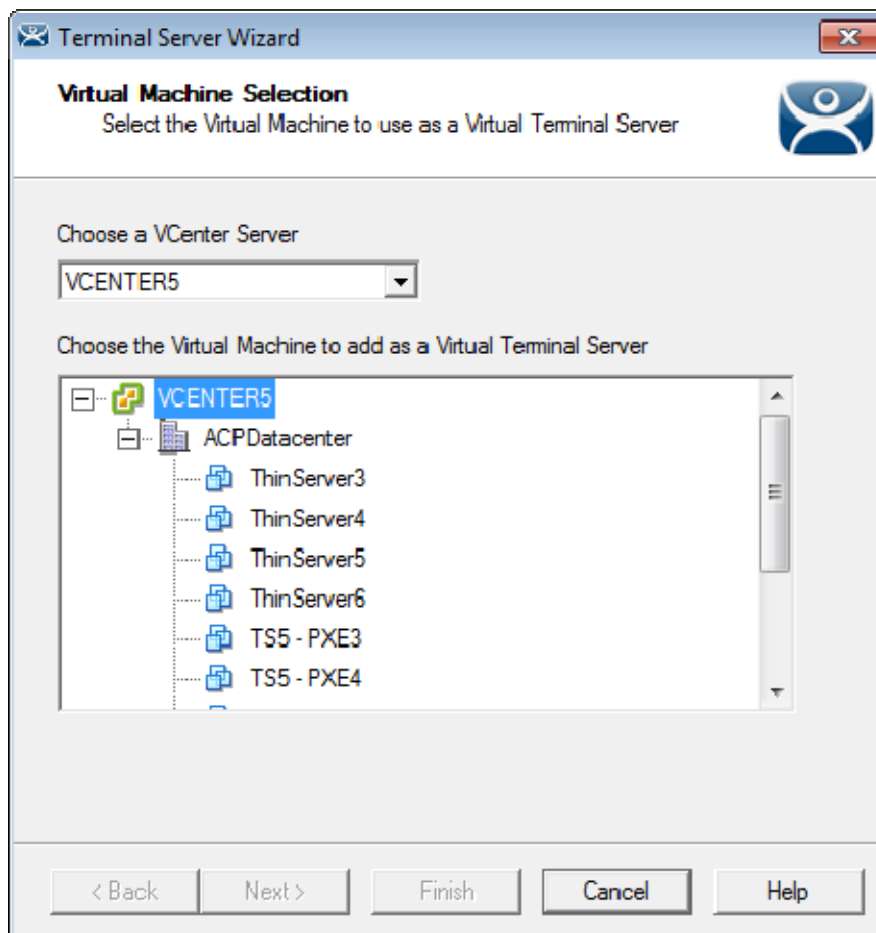 Terminal Server Wizard
Virtual Machine Selection
Select the Virtual Machine to use as a Virtual Terminal Server
Choose a VCenter Server
VCENTER5
Choose the Virtual Machine to add as a Virtual Terminal Server
VCENTER5
ACPDatacenter
ThinServer3
ThinServer4
ThinServer5
ThinServer6
TS5 - PXE3
TS5 - PXE4
< Back Next > Finish Cancel Help